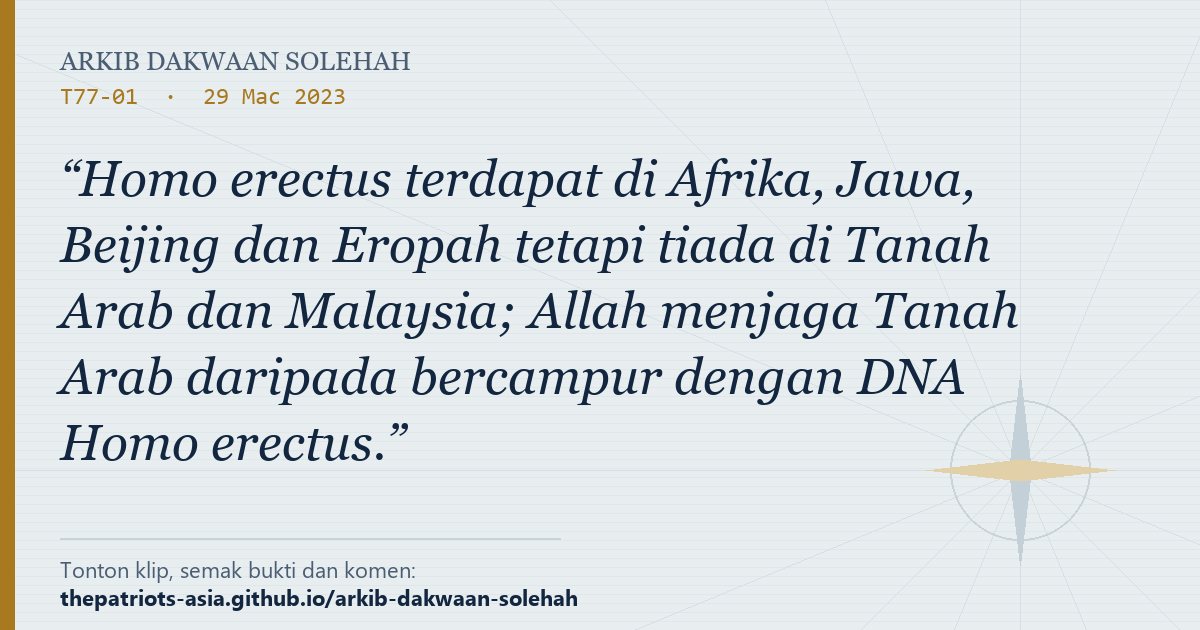 ARKIB DAKWAAN SOLEHAH
T77-01 · 29 Mac 2023
“Homo erectus terdapat di Afrika, Jawa,
Beijing dan Eropah tetapi tiada di Tanah
Arab dan Malaysia; Allah menjaga Tanah
Arab daripada bercampur dengan DNA
Homo erectus.”
Tonton klip, semak bukti dan komen:
thepatriots-asia.github.io/arkib-dakwaan-solehah